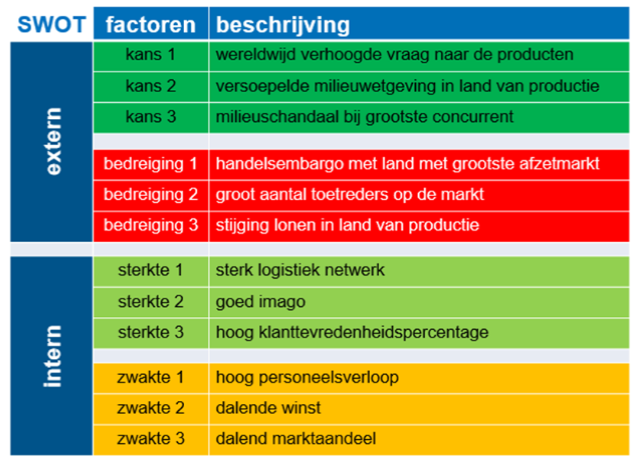 SWOT factoren beschrijving
extern
kans 1 wereldwijd verhoogde vraag naar de producten
kans 2 versoepelde milieuwetgeving in land van productie
kans 3 milieuschandaal bij grootste concurrent
bedreiging 1 handelsembargo met land met grootste afzetmarkt
bedreiging 2 groot aantal toetreders op de markt
bedreiging 3 stijging lonen in land van productie
intern
sterkte 1 sterk logistiek netwerk
sterkte 2 goed imago
sterkte 3 hoog klanttevredenheidspercentage
zwakte 1 hoog personeelsverloop
zwakte 2 dalende winst
zwakte 3 dalend marktaandeel